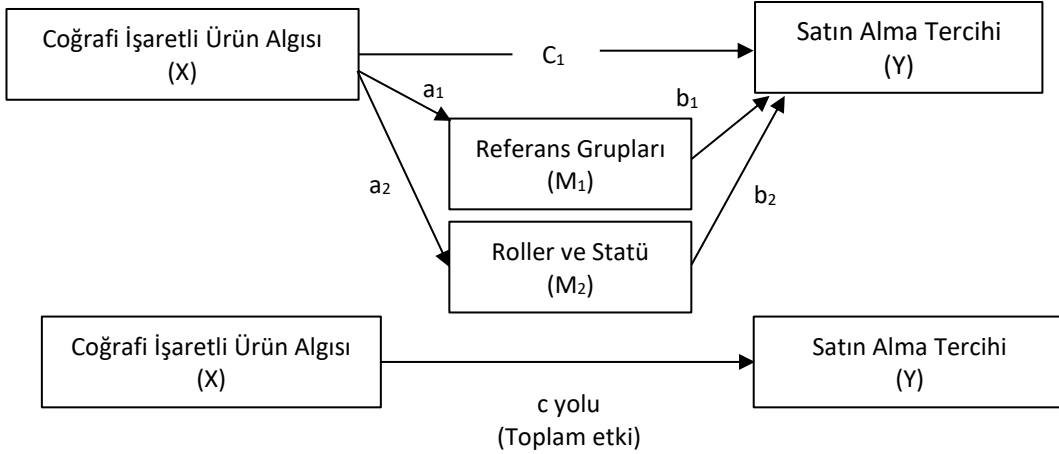 Coğrafi İşaretli Ürün Algısı
(X)
C₁
Satın Alma Tercihi
(Y)
a₁
b₁
Referans Grupları
(M₁)
a₂
b₂
Roller ve Statü
(M₂)
Coğrafi İşaretli Ürün Algısı
(X)
Satın Alma Tercihi
(Y)
c yolu
(Toplam etki)